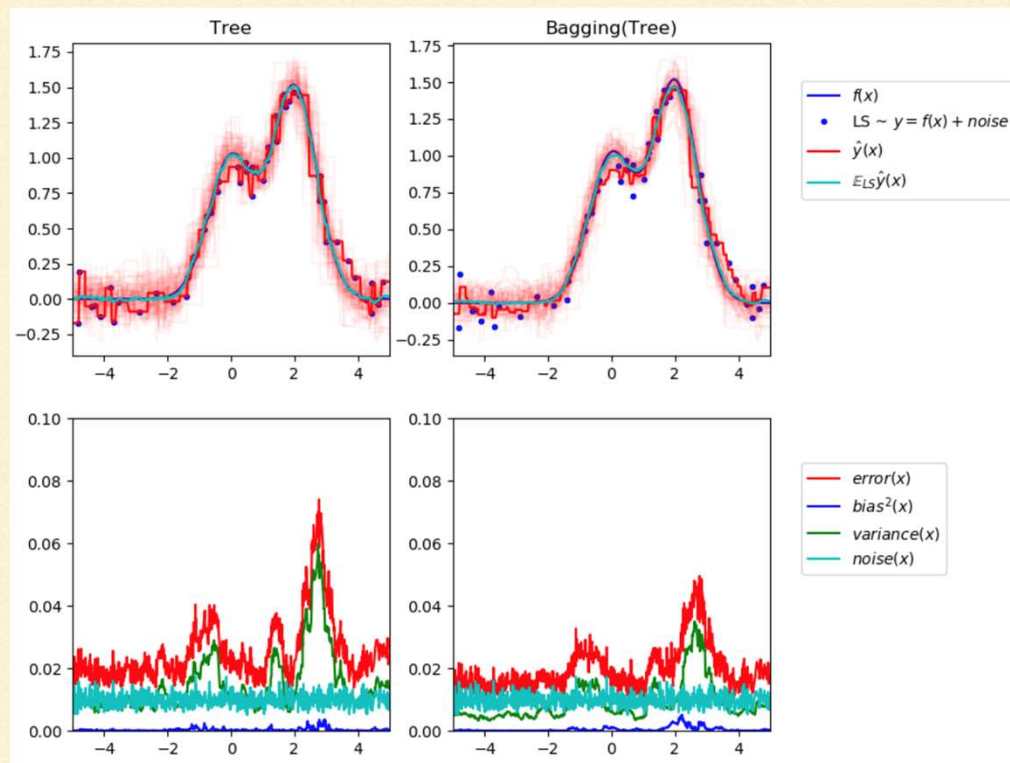 Tree
Bagging(Tree)
1.75
1.50
1.25
1.00
0.75
0.50
0.25
0.00
−0.25
−4 −2 0 2 4
1.75
1.50
1.25
1.00
0.75
0.50
0.25
0.00
−0.25
−4 −2 0 2 4
f(x)
LS ~ y = f(x) + noise
ŷ(x)
𝔼LSŷ(x)
0.10
0.08
0.06
0.04
0.02
0.00
−4 −2 0 2 4
0.10
0.08
0.06
0.04
0.02
0.00
−4 −2 0 2 4
error(x)
bias²(x)
variance(x)
noise(x)